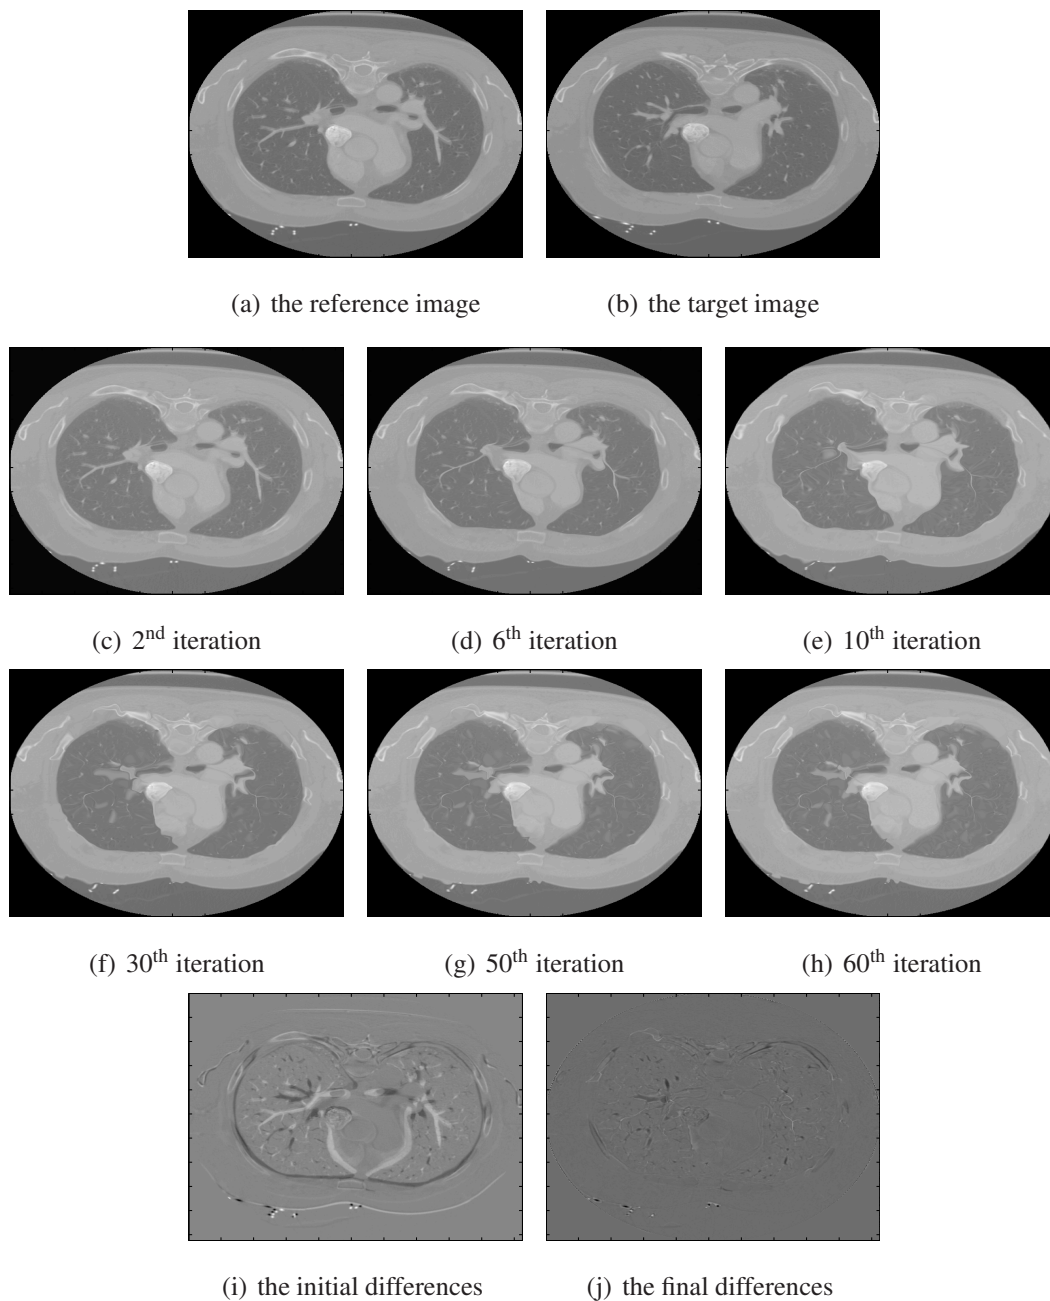 (a) the reference image
(b) the target image
(c) 2nd iteration
(d) 6th iteration
(e) 10th iteration
(f) 30th iteration
(g) 50th iteration
(h) 60th iteration
(i) the initial differences
(j) the final differences